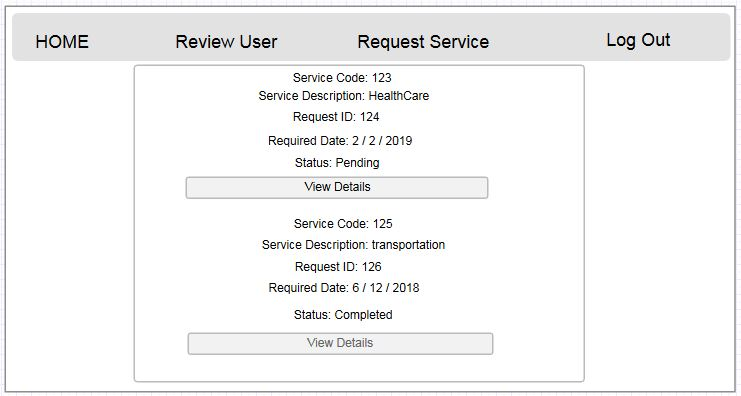 HOME Review User Request Service Log Out
Service Code: 123
Service Description: HealthCare
Request ID: 124
Required Date: 2 / 2 / 2019
Status: Pending
View Details
Service Code: 125
Service Description: transportation
Request ID: 126
Required Date: 6 / 12 / 2018
Status: Completed
View Details